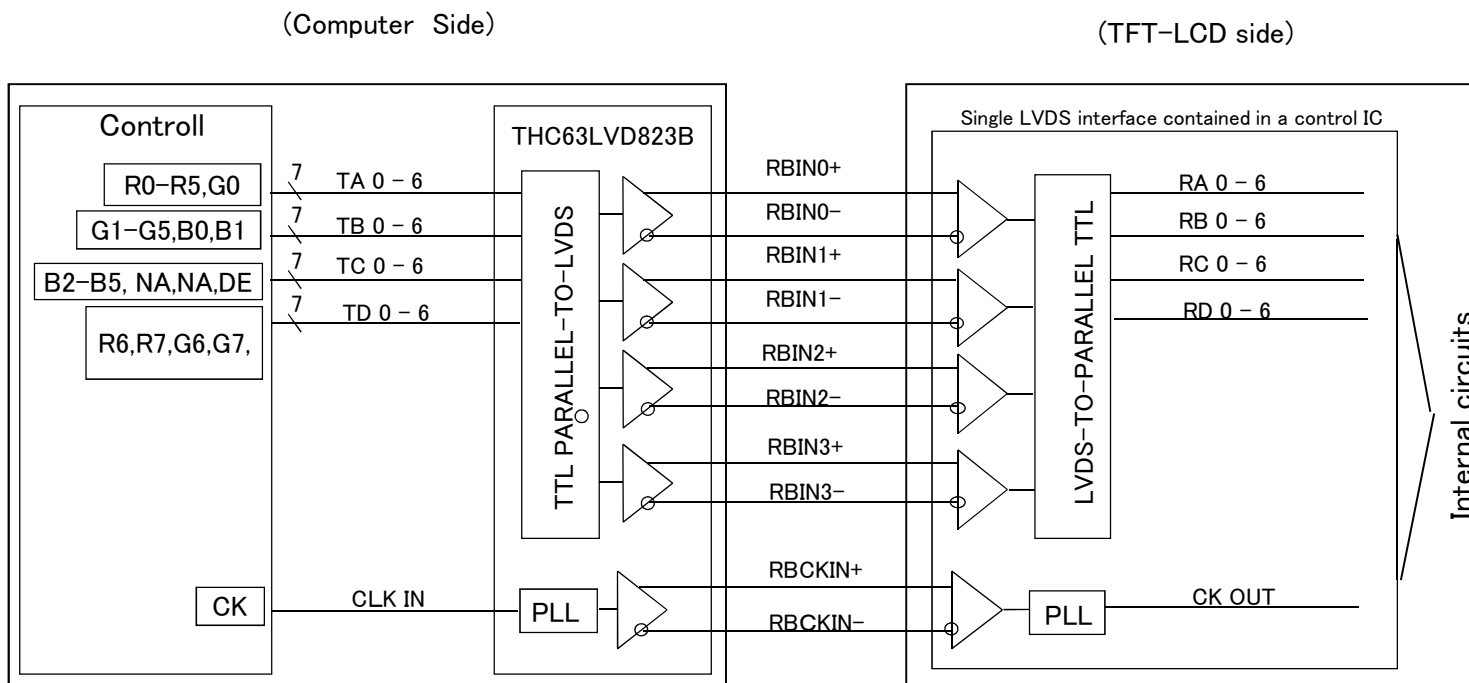 (Computer Side)
(TFT-LCD side)
Controll
THC63LVD823B
Single LVDS interface contained in a control IC
R0-R5,G0
7
TA 0 - 6
RBIN0+
RA 0 - 6
G1-G5,B0,B1
7
TB 0 - 6
RBIN0-
RB 0 - 6
B2-B5, NA,NA,DE
7
TC 0 - 6
RBIN1+
RC 0 - 6
R6,R7,G6,G7,
7
TD 0 - 6
RBIN1-
RD 0 - 6
TTL PARALLEL-TO-LVDS
RBIN2+
RBIN2-
RBIN3+
RBIN3-
LVDS-TO-PARALLEL TTL
Internal circuits
CK
CLK IN
PLL
RBCKIN+
RBCKIN-
PLL
CK OUT